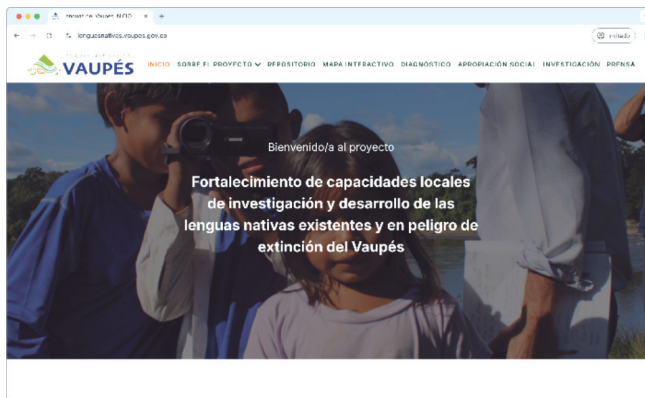 lenguasnativas.vaupes.gov.co
Invitado
VAUPÉS
INICIO SOBRE EL PROYECTO REPOSITORIO MAPA INTERACTIVO DIAGNÓSTICO APROPIACIÓN SOCIAL INVESTIGACIÓN PRENSA
Bienvenido/a al proyecto
Fortalecimiento de capacidades locales
de investigación y desarrollo de las
lenguas nativas existentes y en peligro de
extinción del Vaupés